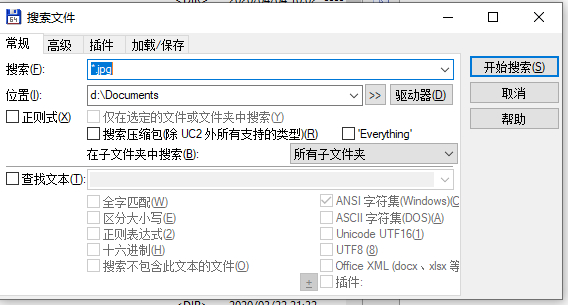 搜索文件
常规 高级 插件 加载/保存
搜索(F): *.jpg 开始搜索(S)
位置(I): d:\Documents >> 驱动器(D) 取消
正则式(X) 仅在选定的文件或文件夹中搜索(Y) 帮助
搜索压缩包(除 UC2 外所有支持的类型)(R) 'Everything'
在子文件夹中搜索(B): 所有子文件夹
查找文本(T):
全字匹配(W) ANSI 字符集(Windows)(C
区分大小写(E) ASCII 字符集(DOS)(A)
正则表达式(2) Unicode UTF16(1)
十六进制(H) UTF8 (8)
搜索不包含此文本的文件(O) Office XML (docx、xlsx 等
± 插件:
<DIR> 2020/03/22 21:22